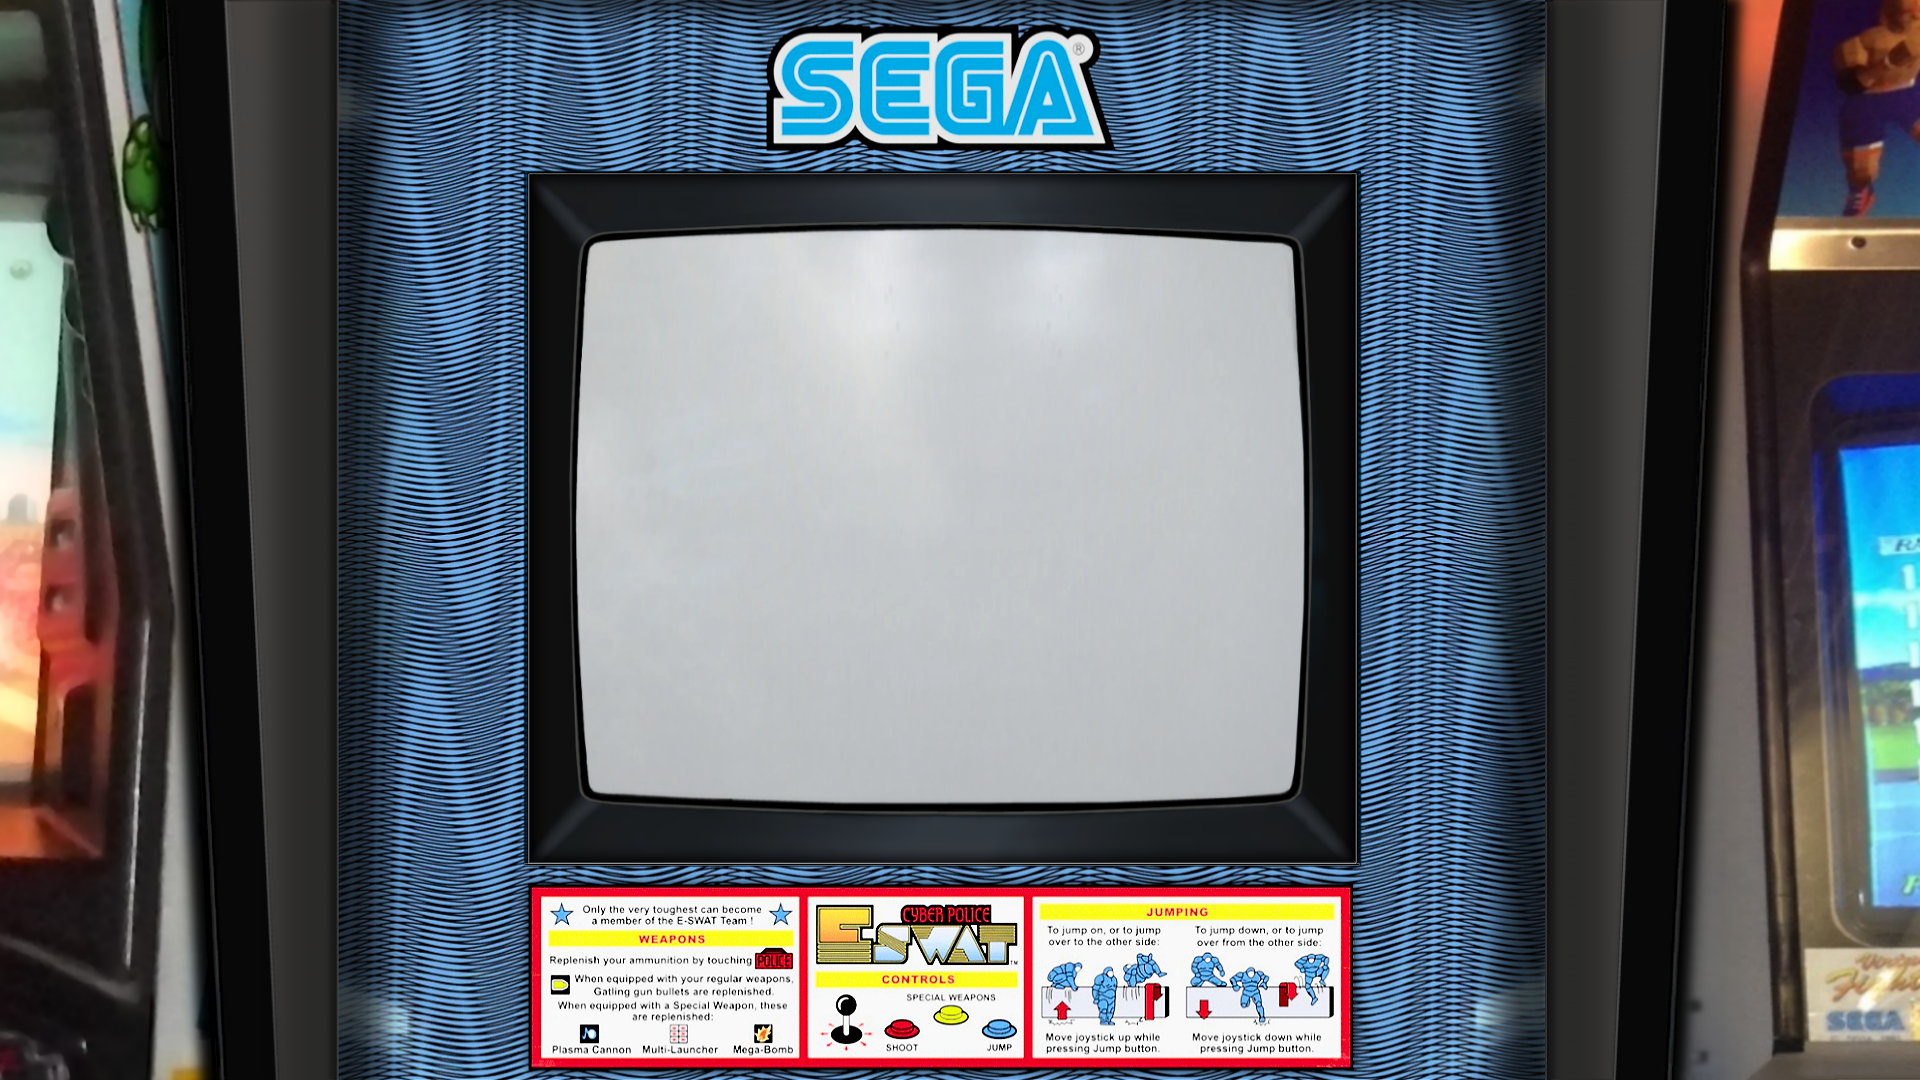 SEGA®
Only the very toughest can become
a member of the E-SWAT Team !
WEAPONS
Replenish your ammunition by touching POLICE
When equipped with your regular weapons,
Gatling gun bullets are replenished.
When equipped with a Special Weapon, these
are replenished:
Plasma Cannon Multi-Launcher Mega-Bomb
CYBER POLICE
ESWAT™
CONTROLS
SPECIAL WEAPONS
SHOOT
JUMP
JUMPING
To jump on, or to jump
over to the other side:
Move joystick up while
pressing Jump button.
To jump down, or to jump
over from the other side:
Move joystick down while
pressing Jump button.
SEGA